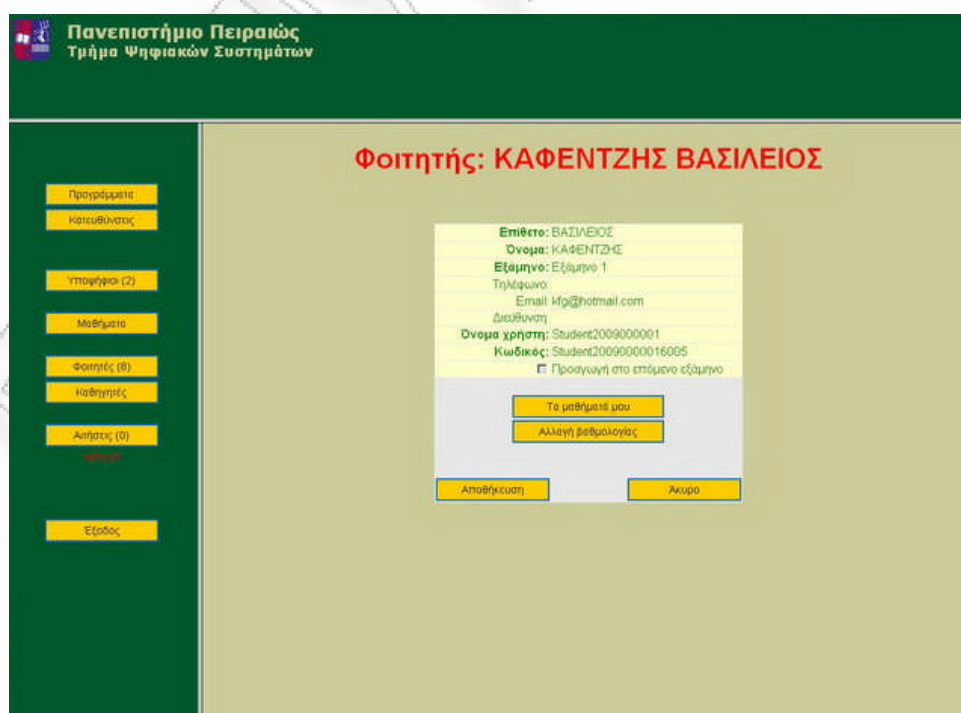 Πανεπιστήμιο Πειραιώς
Τμήμα Ψηφιακών Συστημάτων
Φοιτητής: ΚΑΦΕΝΤΖΗΣ ΒΑΣΙΛΕΙΟΣ
Προγράμματα
Κατευθύνσεις
Υποψήφιοι (2)
Μαθήματα
Φοιτητές (8)
Καθηγητές
Αιτήσεις (0)
Έξοδος
Επίθετο: ΒΑΣΙΛΕΙΟΣ
Όνομα: ΚΑΦΕΝΤΖΗΣ
Εξάμηνο: Εξάμηνο 1
Τηλέφωνο:
Email: kfg@hotmail.com
Διεύθυνση:
Όνομα χρήστη: Student2009000001
Κωδικός: Student20090000016005
Προαγωγή στο επόμενο εξάμηνο
Τα μαθήματά μου
Αλλαγή βαθμολογίας
Αποθήκευση
Άκυρο